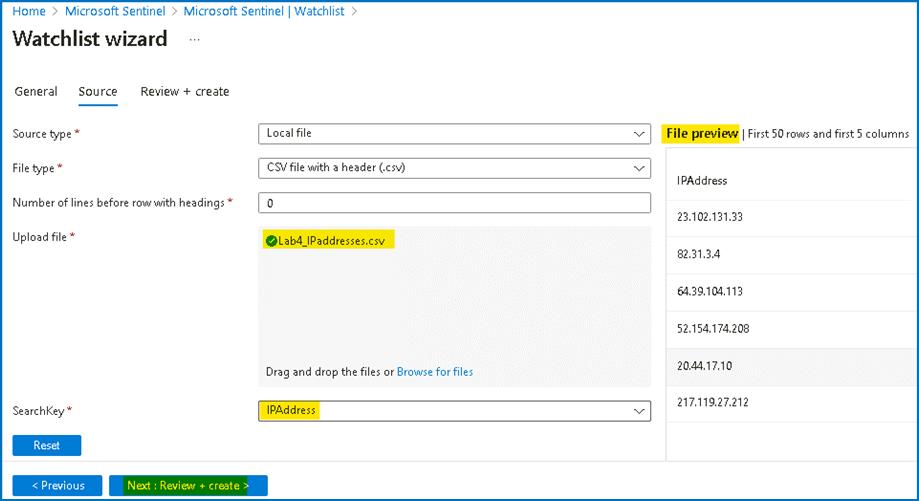 Home > Microsoft Sentinel > Microsoft Sentinel | Watchlist >
Watchlist wizard ...
General Source Review + create
Source type * Local file
File type * CSV file with a header (.csv)
Number of lines before row with headings * 0
Upload file * Lab4_IPaddresses.csv
Drag and drop the files or Browse for files
SearchKey * IPAddress
Reset
< Previous Next : Review + create >
File preview | First 50 rows and first 5 columns
IPAddress
23.102.131.33
82.31.3.4
64.39.104.113
52.154.174.208
20.44.17.10
217.119.27.212